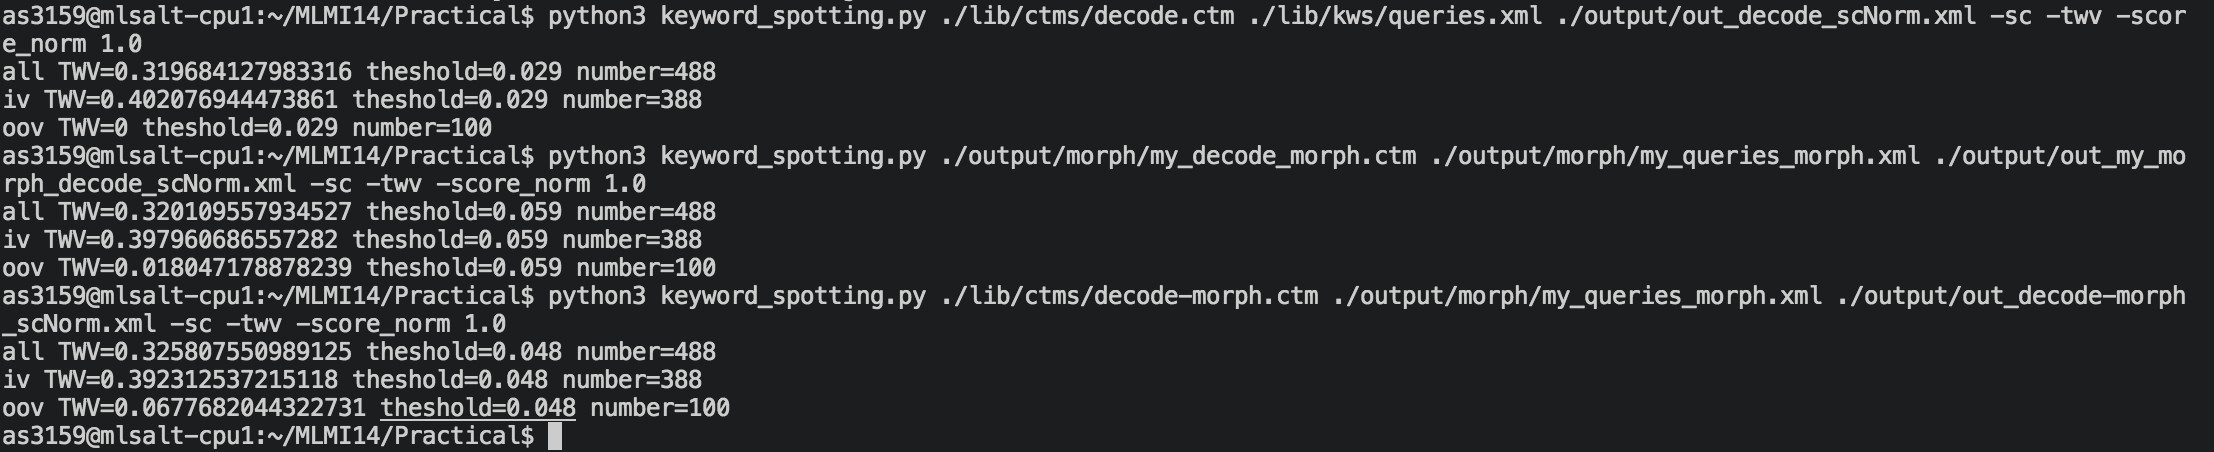 as3159@mlsalt-cpu1:~/MLMI14/Practical$ python3 keyword_spotting.py ./lib/ctms/decode.ctm ./lib/kws/queries.xml ./output/out_decode_scNorm.xml -sc -twv -scor
e_norm 1.0
all TWV=0.319684127983316 theshold=0.029 number=488
iv TWV=0.402076944473861 theshold=0.029 number=388
oov TWV=0 theshold=0.029 number=100
as3159@mlsalt-cpu1:~/MLMI14/Practical$ python3 keyword_spotting.py ./output/morph/my_decode_morph.ctm ./output/morph/my_queries_morph.xml ./output/out_my_mo
rph_decode_scNorm.xml -sc -twv -score_norm 1.0
all TWV=0.320109557934527 theshold=0.059 number=488
iv TWV=0.397960686557282 theshold=0.059 number=388
oov TWV=0.018047178878239 theshold=0.059 number=100
as3159@mlsalt-cpu1:~/MLMI14/Practical$ python3 keyword_spotting.py ./lib/ctms/decode-morph.ctm ./output/morph/my_queries_morph.xml ./output/out_decode-morph
_scNorm.xml -sc -twv -score_norm 1.0
all TWV=0.325807550989125 theshold=0.048 number=488
iv TWV=0.392312537215118 theshold=0.048 number=388
oov TWV=0.0677682044322731 theshold=0.048 number=100
as3159@mlsalt-cpu1:~/MLMI14/Practical$